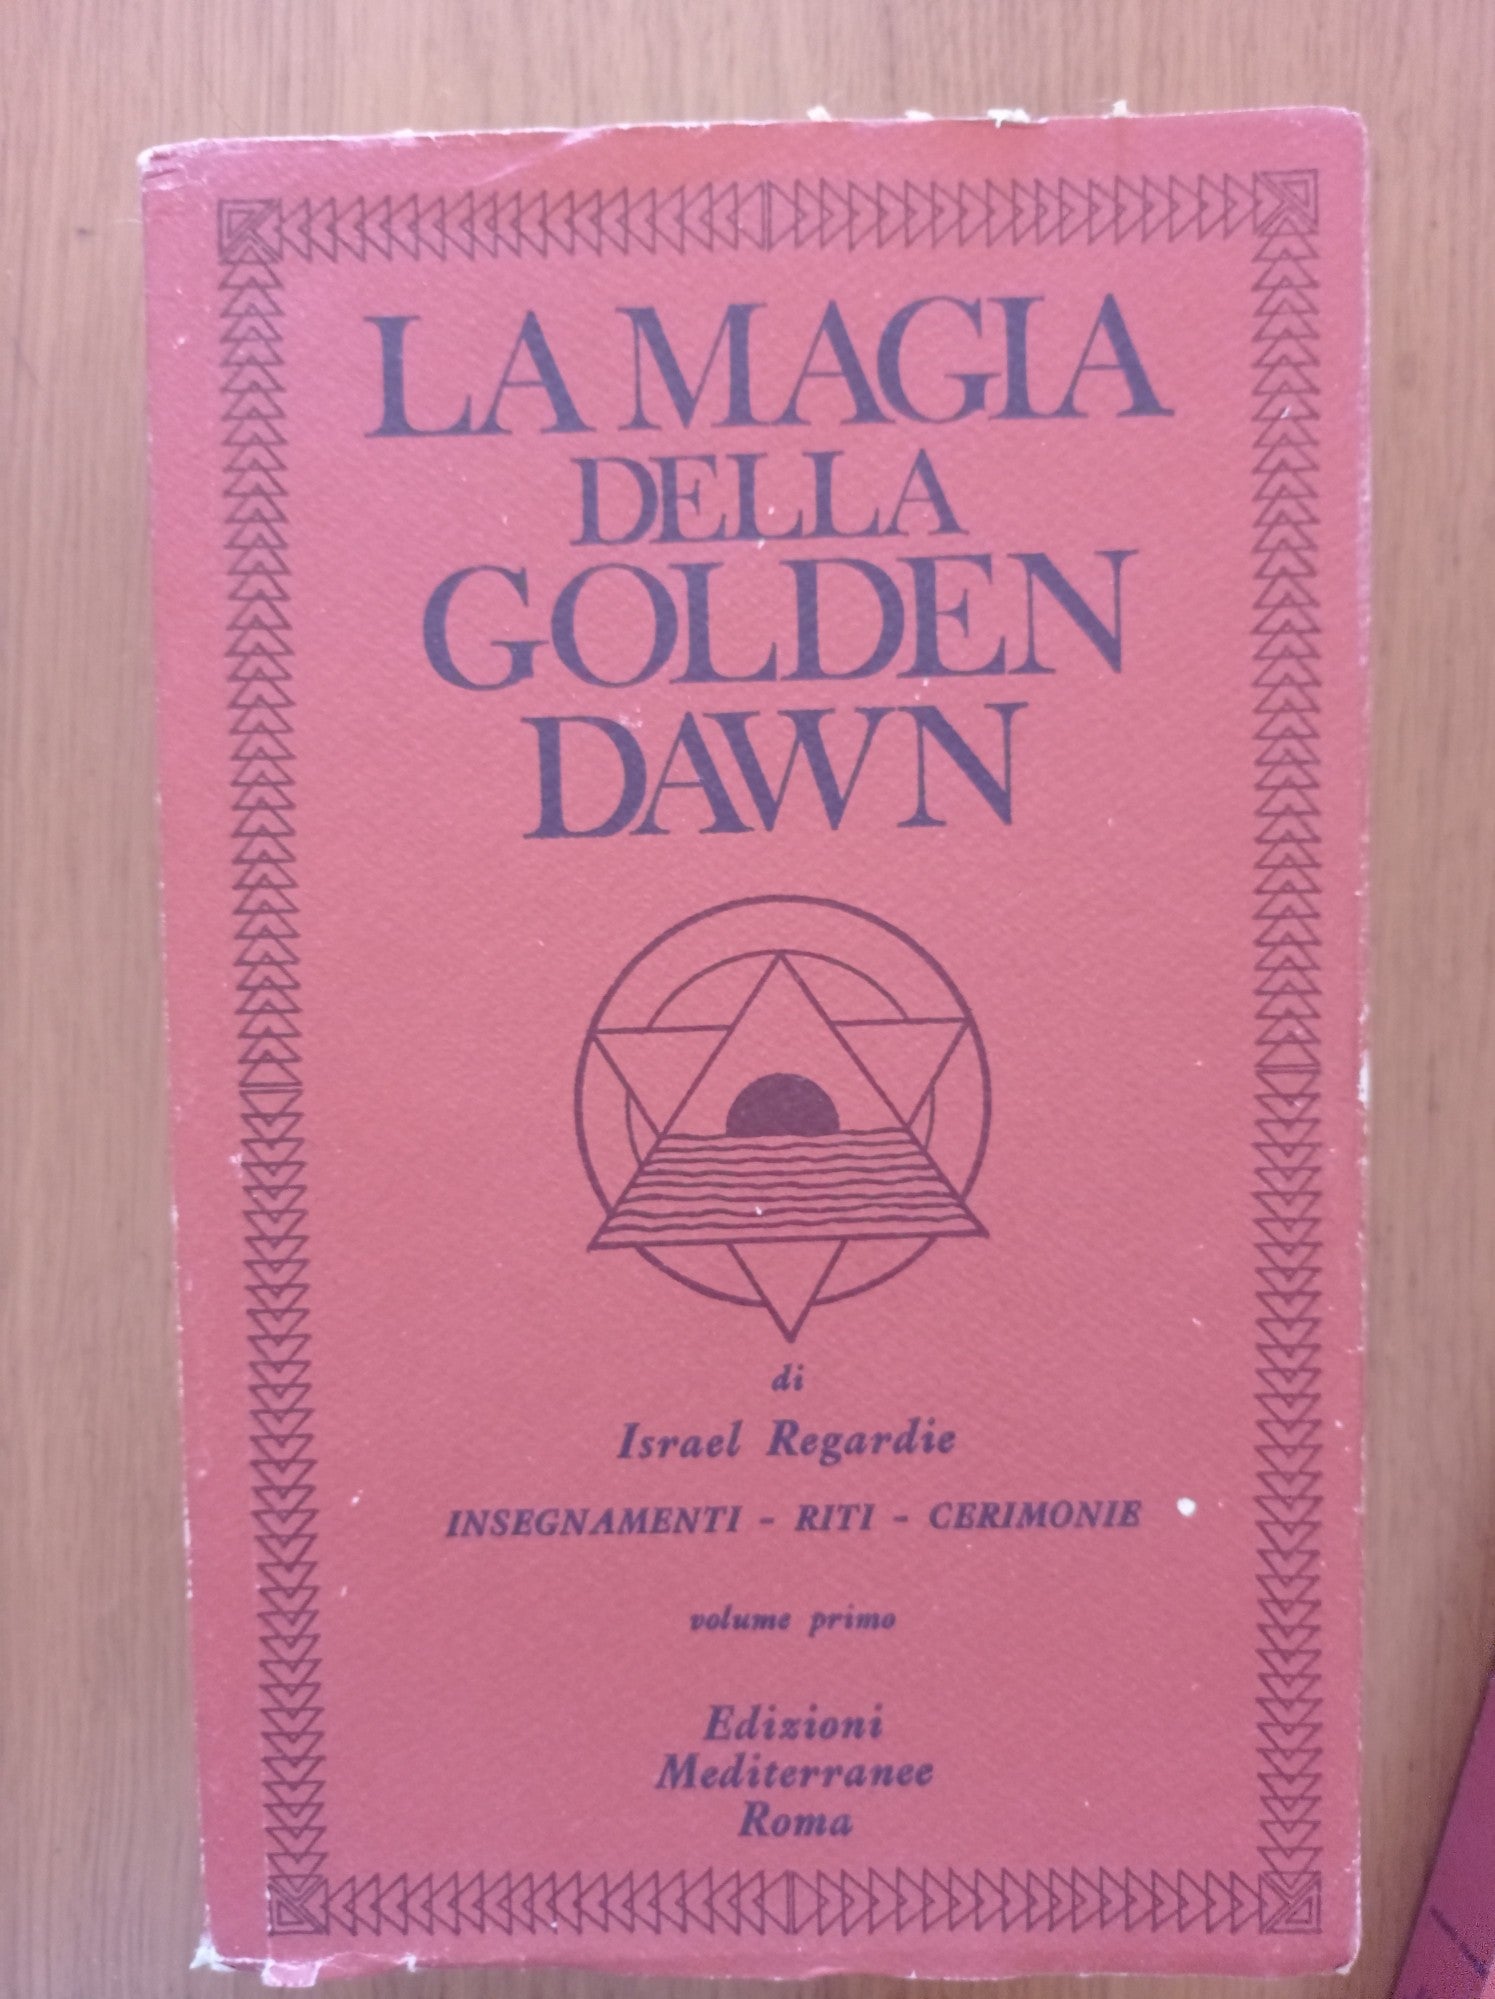 LA MAGIA
DELLA
GOLDEN
DAWN
di
Israel Regardie
INSEGNAMENTI - RITI - CERIMONIE
volume primo
Edizioni
Mediterranee
Roma